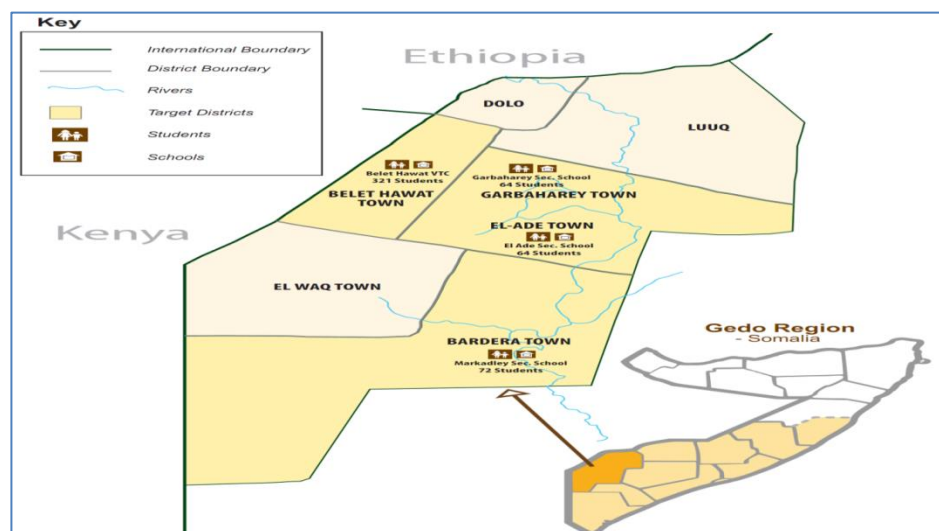 Key
International Boundary
District Boundary
Rivers
Target Districts
Students
Schools
Ethiopia
DOLO
LUUQ
Belet Hawat VTC
321 Students
BELET HAWAT
TOWN
Garbaharey Sec. School
64 Students
GARBAHAREY TOWN
Kenya
EL-ADE TOWN
El Ade Sec. School
64 Students
EL WAQ TOWN
BARDERA TOWN
Markadley Sec. School
72 Students
Gedo Region
- Somalia